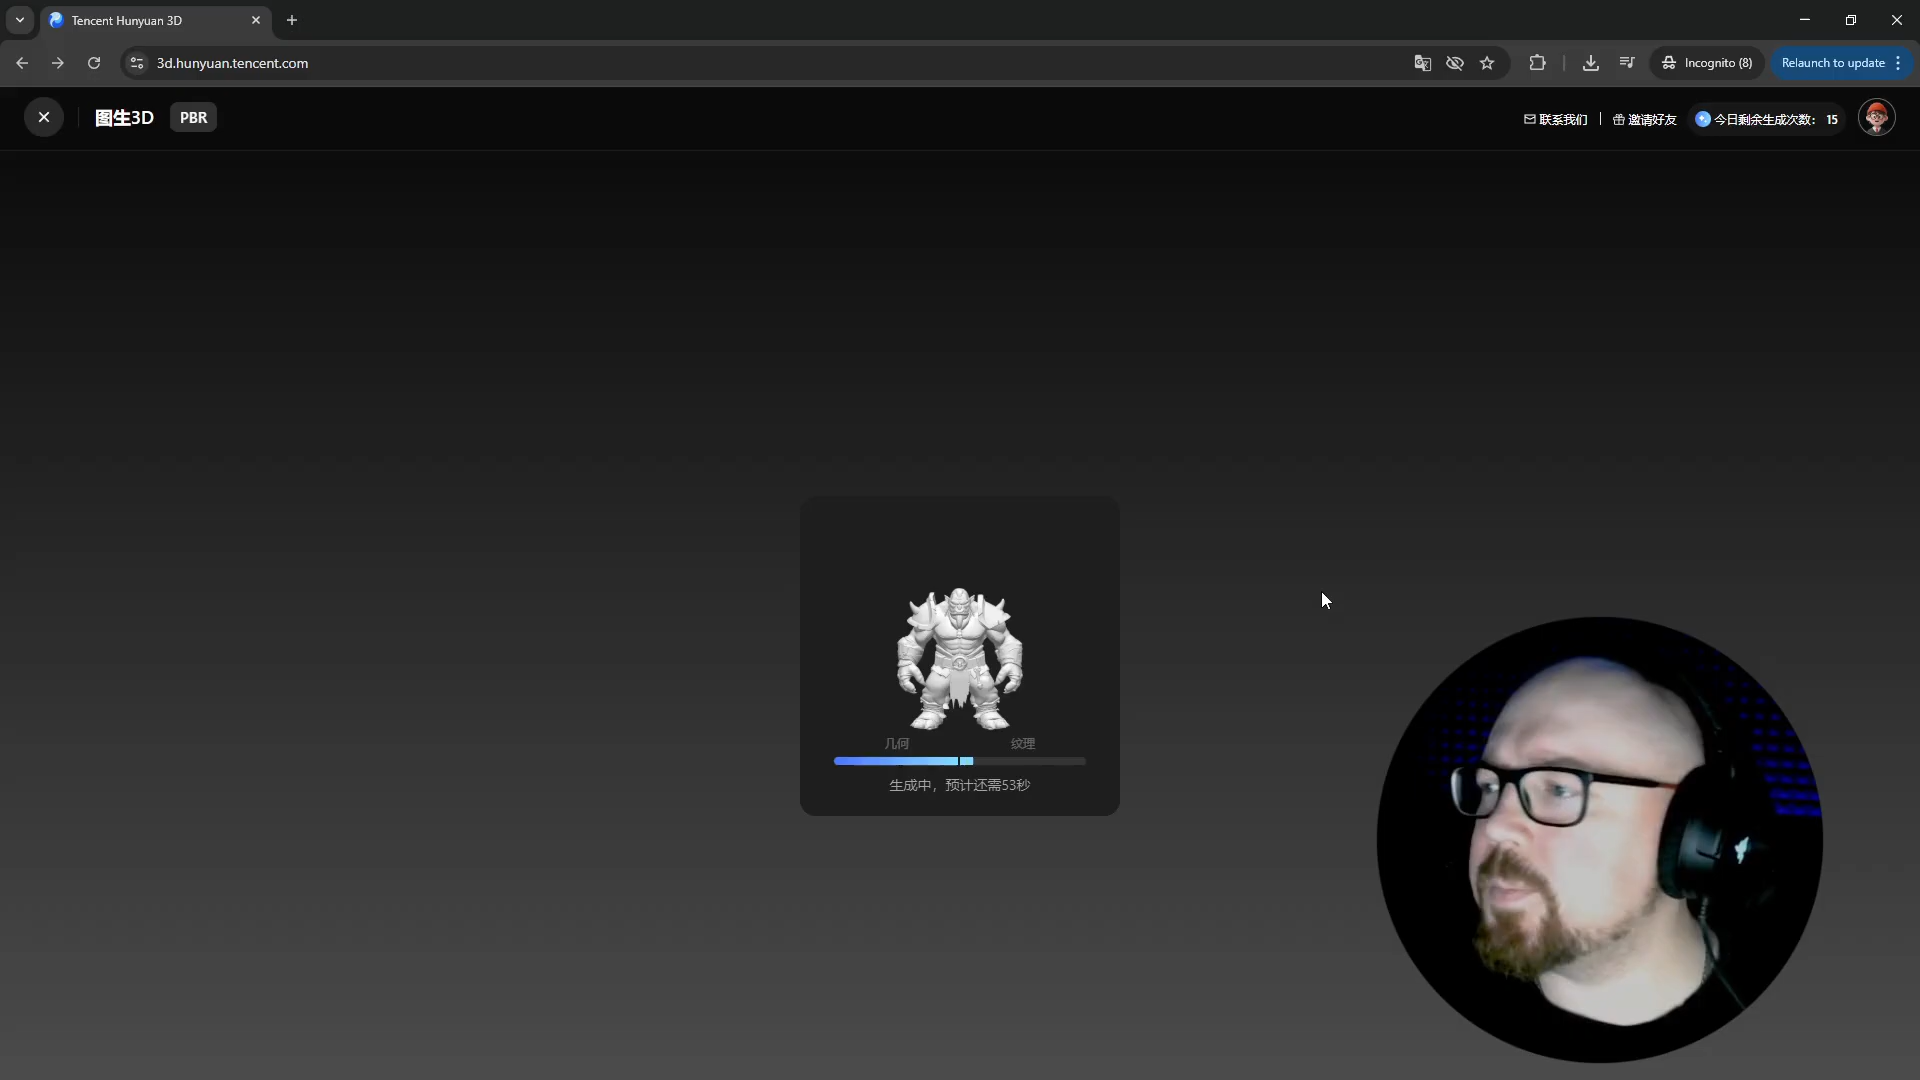 Tencent Hunyuan 3D
3d.hunyuan.tencent.com
Incognito (8)
Relaunch to update
图生3D
PBR
联系我们
邀请好友
今日剩余生成次数： 15
几何
纹理
生成中，预计还需53秒